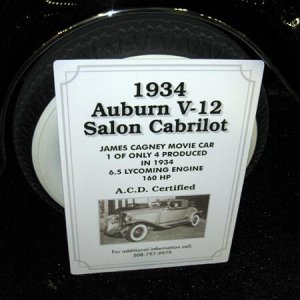 1934
Auburn V-12
Salon Cabrilot
JAMES CAGNEY MOVIE CAR
1 OF ONLY 4 PRODUCED
IN 1934
6.5 LYCOMING ENGINE
160 HP
A.C.D. Certified
For additional information call:
508-797-9979